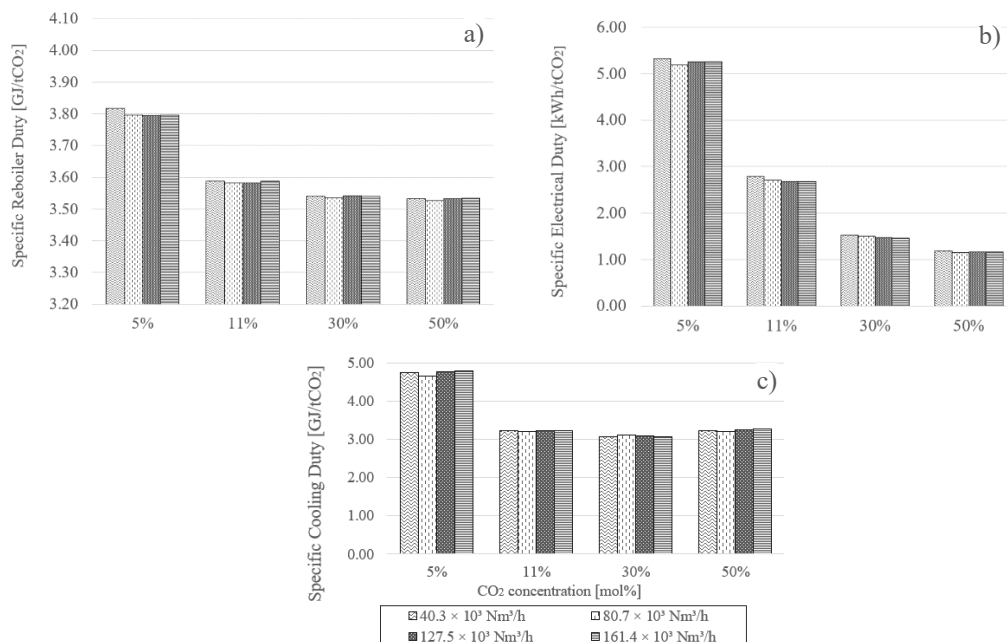 a)
Specific Reboiler Duty [GJ/tCO2]
4.10
4.00
3.90
3.80
3.70
3.60
3.50
3.40
3.30
3.20
5% 11% 30% 50%
b)
Specific Electrical Duty [kWh/tCO2]
6.00
5.00
4.00
3.00
2.00
1.00
0.00
5% 11% 30% 50%
c)
Specific Cooling Duty [GJ/tCO2]
5.00
4.00
3.00
2.00
1.00
0.00
5% 11% 30% 50%
CO2 concentration [mol%]
40.3 × 10³ Nm³/h 80.7 × 10³ Nm³/h
127.5 × 10³ Nm³/h 161.4 × 10³ Nm³/h